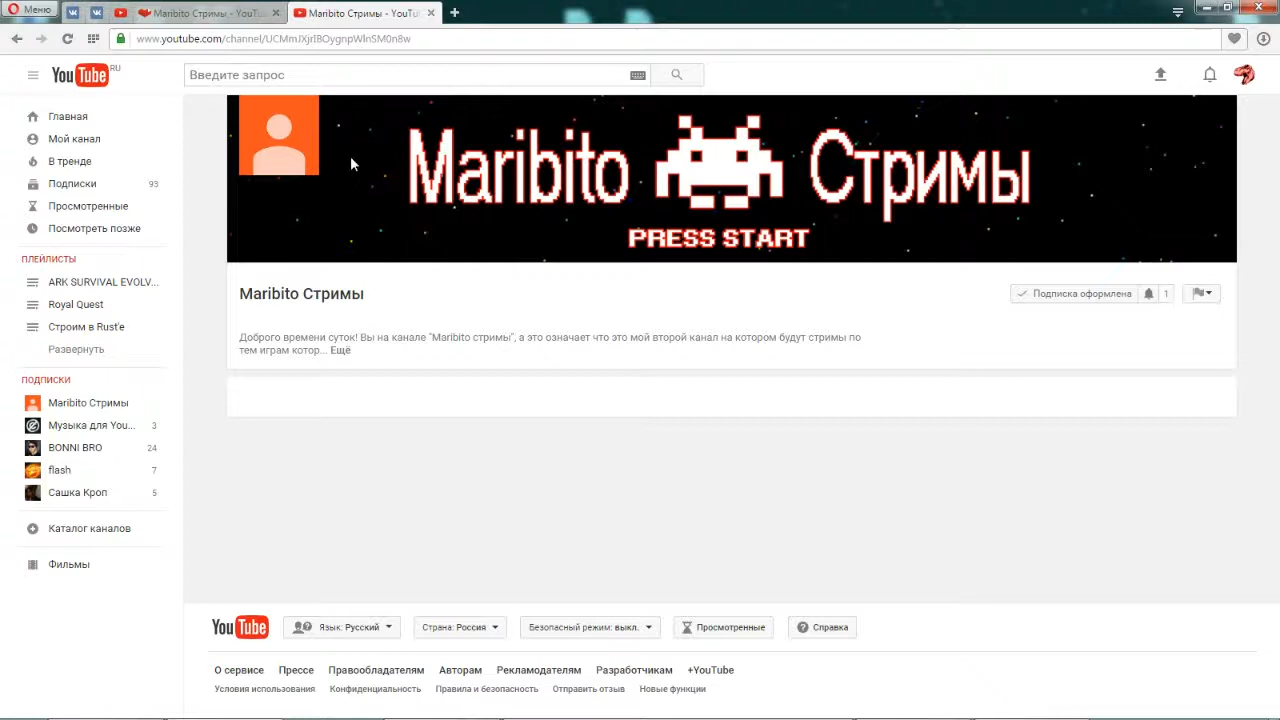 Меню
Maribito Стримы - YouTu
Maribito Стримы - YouTu
www.youtube.com/channel/UCMmJXjrIBOygnpWlnSM0n8w
YouTube RU
Введите запрос
Главная
Мой канал
В тренде
Подписки 93
Просмотренные
Посмотреть позже
ПЛЕЙЛИСТЫ
ARK SURVIVAL EVOLV...
Royal Quest
Строим в Rust'e
Развернуть
ПОДПИСКИ
Maribito Стримы
Музыка для You... 3
BONNI BRO 24
flash 7
Сашка Кроп 5
Каталог каналов
Фильмы
Maribito Стримы
PRESS START
Maribito Стримы
Подписка оформлена 1
Доброго времени суток! Вы на канале "Maribito стримы", а это означает что это мой второй канал на котором будут стримы по
тем играм котор... Ещё
YouTube
Язык: Русский
Страна: Россия
Безопасный режим: выкл.
Просмотренные
Справка
О сервисе Прессе Правообладателям Авторам Рекламодателям Разработчикам +YouTube
Условия использования Конфиденциальность Правила и безопасность Отправить отзыв Новые функции